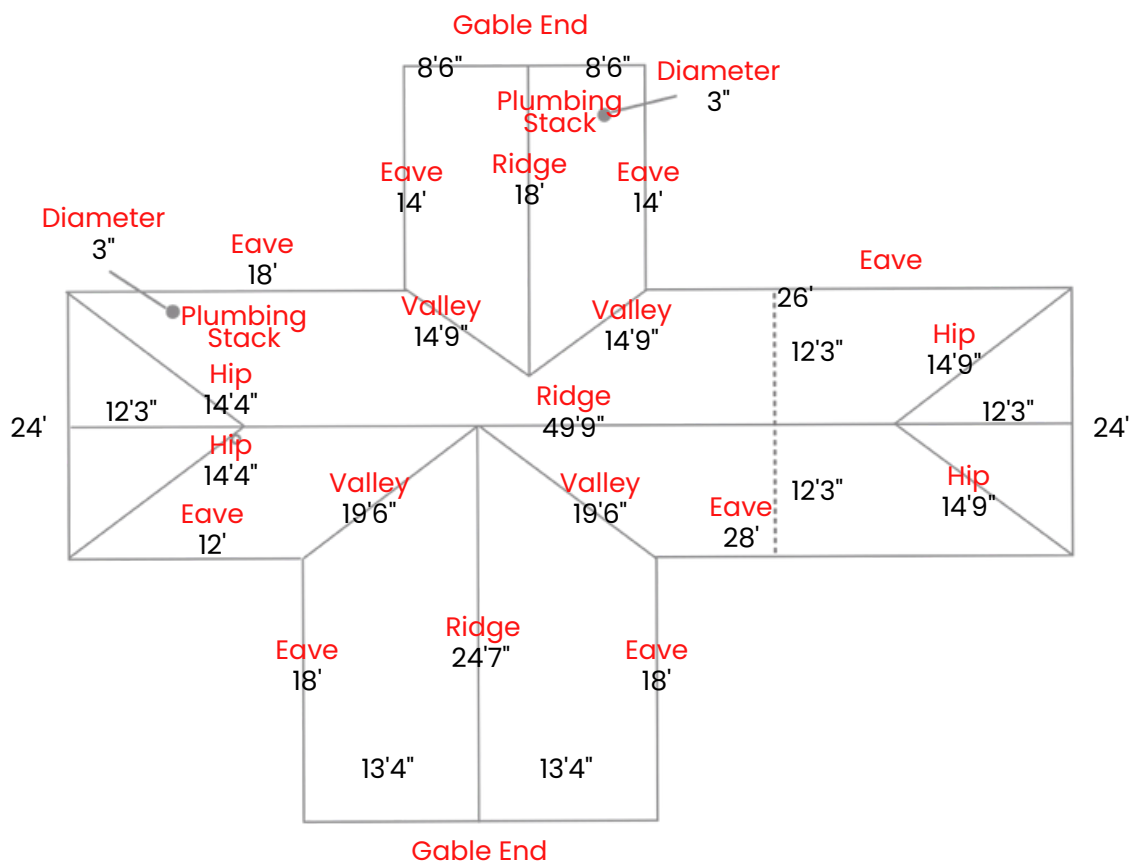 Gable End
8'6"
8'6"
Diameter
3"
Plumbing
Stack
Eave
14'
Ridge
18'
Eave
14'
Diameter
3"
Eave
18'
Eave
26'
Plumbing
Stack
Valley
14'9"
Valley
14'9"
12'3"
Hip
14'9"
Hip
14'4"
12'3"
Ridge
49'9"
12'3"
24'
24'
Hip
14'4"
Valley
19'6"
Valley
19'6"
12'3"
Hip
14'9"
Eave
12'
Eave
28'
Eave
18'
Ridge
24'7"
Eave
18'
13'4"
13'4"
Gable End